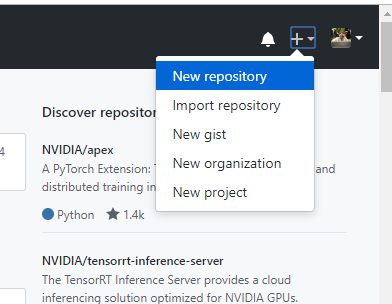 New repository
Import repository
New gist
New organization
New project
4
Discover repositor
NVIDIA/apex
A PyTorch Extension: T and
distributed training in
Python 1.4k
NVIDIA/tensorrt-inference-server
The TensorRT Inference Server provides a cloud
inferencing solution optimized for NVIDIA GPUs.